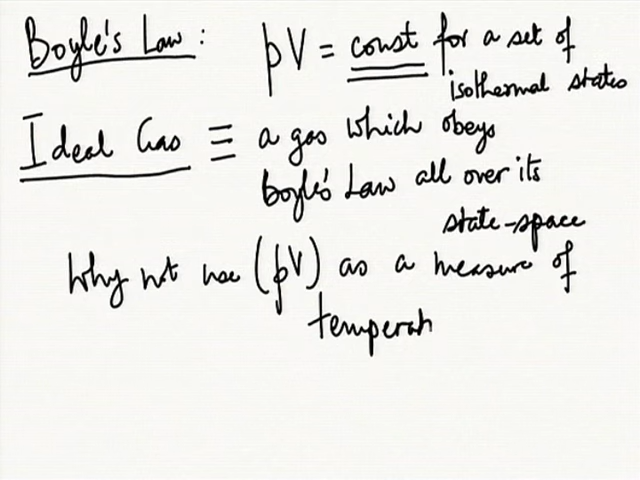 Boyle's Law: pV = const for a set of
isothermal states
Ideal Gas ≡ a gas which obeys
Boyle's Law all over its
state-space
Why not use (pV) as a measure of
temperat